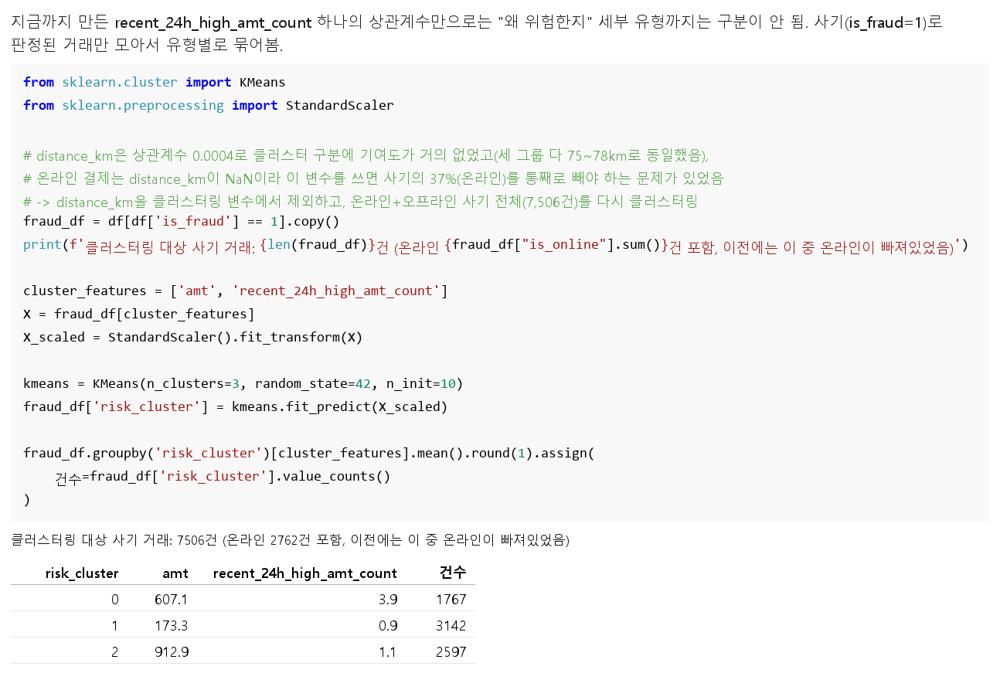 지금까지 만든 recent_24h_high_amt_count 하나의 상관계수만으로는 "왜 위험한지" 세부 유형까지는 구분이 안 됨. 사기(is_fraud=1)로
판정된 거래만 모아서 유형별로 묶어봄.
from sklearn.cluster import KMeans
from sklearn.preprocessing import StandardScaler
# distance_km은 상관계수 0.0004로 클러스터 구분에 기여도가 거의 없었고(세 그룹 다 75~78km로 동일했음),
# 온라인 결제는 distance_km이 NaN이라 이 변수를 쓰면 사기의 37%(온라인)를 통째로 빼야 하는 문제가 있었음
# -> distance_km을 클러스터링 변수에서 제외하고, 온라인+오프라인 사기 전체(7,506건)를 다시 클러스터링
fraud_df = df[df['is_fraud'] == 1].copy()
print(f'클러스터링 대상 사기 거래: {len(fraud_df)}건 (온라인 {fraud_df["is_online"].sum()}건 포함, 이전에는 이 중 온라인이 빠져있었음)')
cluster_features = ['amt', 'recent_24h_high_amt_count']
X = fraud_df[cluster_features]
X_scaled = StandardScaler().fit_transform(X)
kmeans = KMeans(n_clusters=3, random_state=42, n_init=10)
fraud_df['risk_cluster'] = kmeans.fit_predict(X_scaled)
fraud_df.groupby('risk_cluster')[cluster_features].mean().round(1).assign(
    건수=fraud_df['risk_cluster'].value_counts()
)
클러스터링 대상 사기 거래: 7506건 (온라인 2762건 포함, 이전에는 이 중 온라인이 빠져있었음)
risk_cluster amt recent_24h_high_amt_count 건수
0 607.1 3.9 1767
1 173.3 0.9 3142
2 912.9 1.1 2597